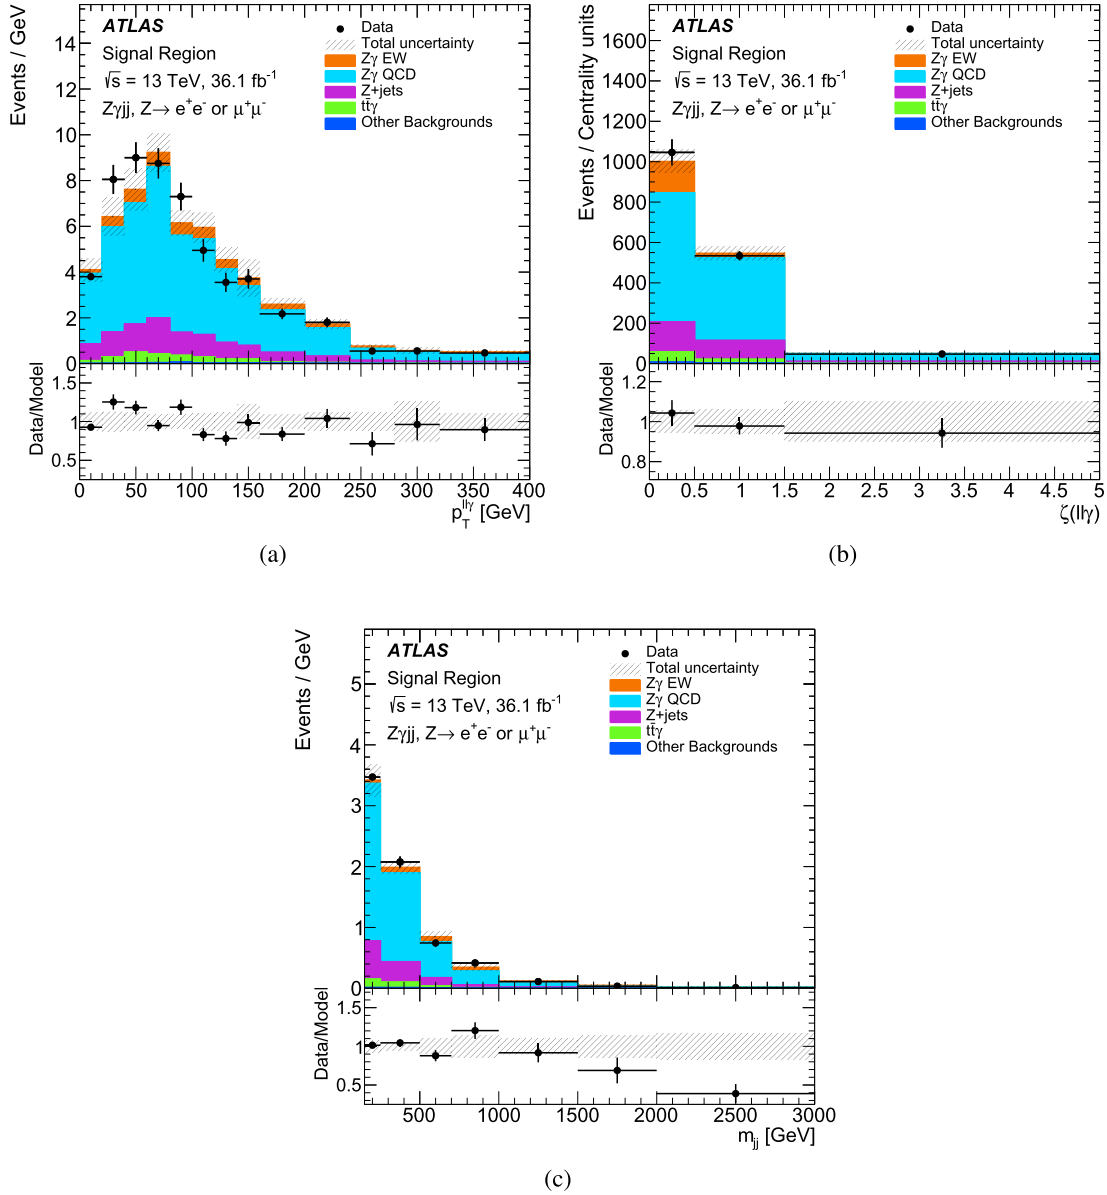 Events / GeV
16
14
12
10
8
6
4
2
0
ATLAS
Signal Region
√s = 13 TeV, 36.1 fb⁻¹
Zγjj, Z→ e⁺e⁻ or μ⁺μ⁻
Data
Total uncertainty
Zγ EW
Zγ QCD
Z+jets
tt̄γ
Other Backgrounds
Data/Model
1.5
1
0.5
0 50 100 150 200 250 300 350 400
p_T^llγ [GeV]
(a)
Events / Centrality units
1600
1400
1200
1000
800
600
400
200
0
ATLAS
Signal Region
√s = 13 TeV, 36.1 fb⁻¹
Zγjj, Z→ e⁺e⁻ or μ⁺μ⁻
Data
Total uncertainty
Zγ EW
Zγ QCD
Z+jets
tt̄γ
Other Backgrounds
Data/Model
1.2
1
0.8
0 0.5 1 1.5 2 2.5 3 3.5 4 4.5 5
ζ(llγ)
(b)
Events / GeV
5
4
3
2
1
0
ATLAS
Signal Region
√s = 13 TeV, 36.1 fb⁻¹
Zγjj, Z→ e⁺e⁻ or μ⁺μ⁻
Data
Total uncertainty
Zγ EW
Zγ QCD
Z+jets
tt̄γ
Other Backgrounds
Data/Model
1.5
1
0.5
500 1000 1500 2000 2500 3000
m_jj [GeV]
(c)